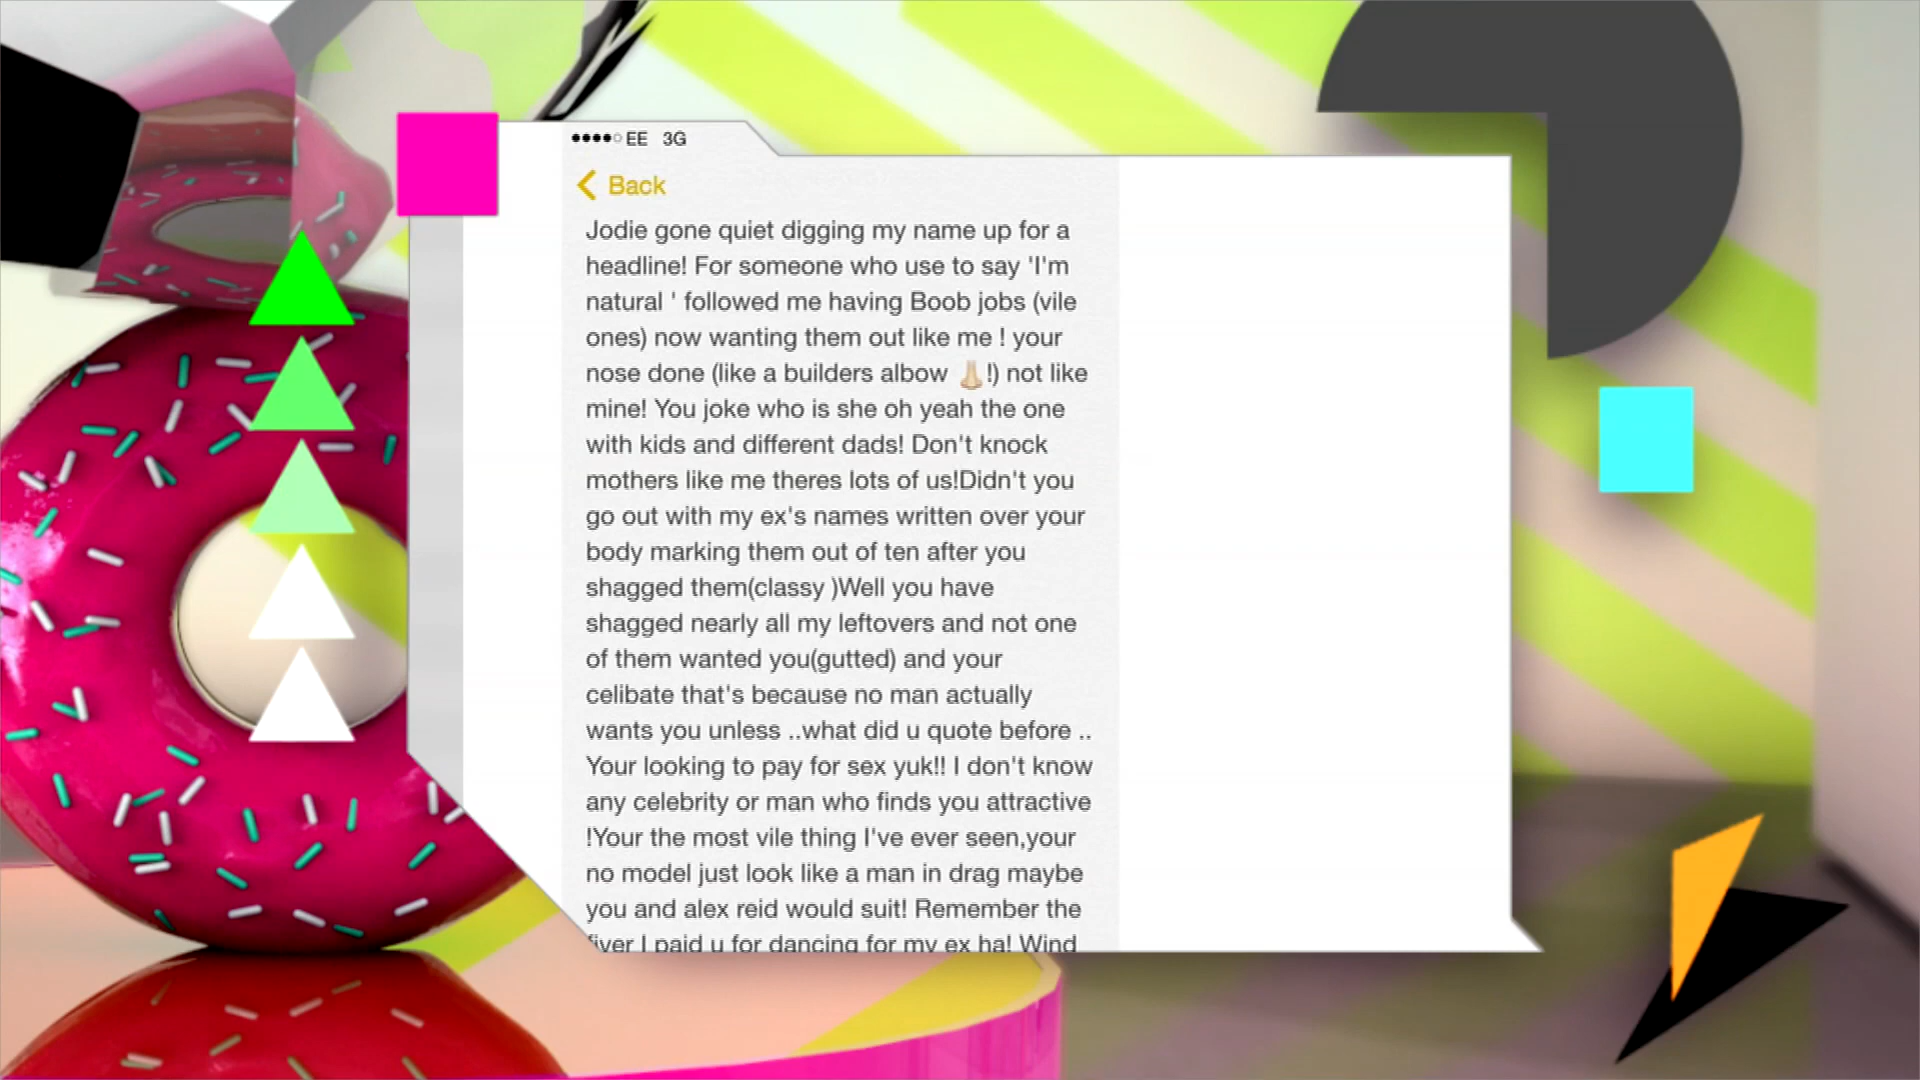 EE 3G
Back
Jodie gone quiet digging my name up for a
headline! For someone who use to say 'I'm
natural ' followed me having Boob jobs (vile
ones) now wanting them out like me ! your
nose done (like a builders albow 👃🏼!) not like
mine! You joke who is she oh yeah the one
with kids and different dads! Don't knock
mothers like me theres lots of us!Didn't you
go out with my ex's names written over your
body marking them out of ten after you
shagged them(classy )Well you have
shagged nearly all my leftovers and not one
of them wanted you(gutted) and your
celibate that's because no man actually
wants you unless ..what did u quote before ..
Your looking to pay for sex yuk!! I don't know
any celebrity or man who finds you attractive
!Your the most vile thing I've ever seen,your
no model just look like a man in drag maybe
you and alex reid would suit! Remember the
fiver I paid u for dancing for my ex ha! Wind